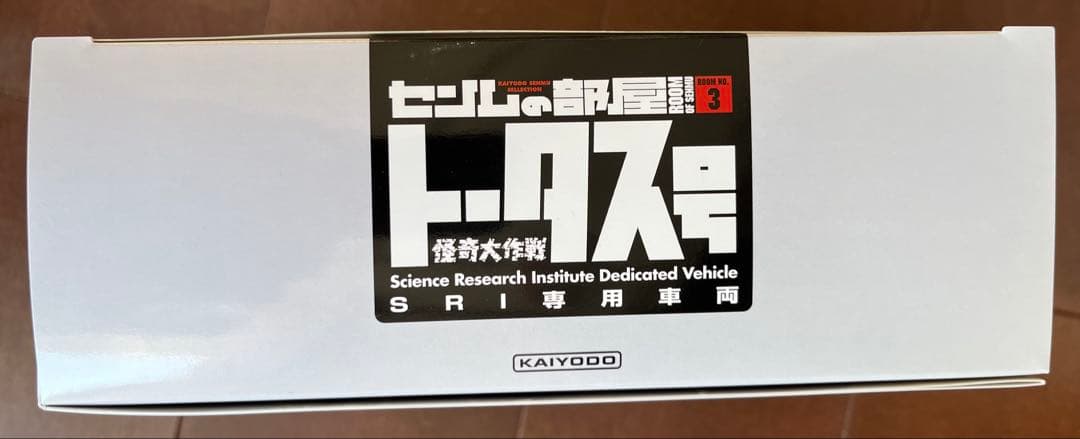 センムの部屋
KAIYODO SENMU
SELECTION
ROOM
OF SENMU
ROOM NO.
3
トータス号
怪奇大作戦
Science Research Institute Dedicated Vehicle
SRI専用車両
KAIYODO